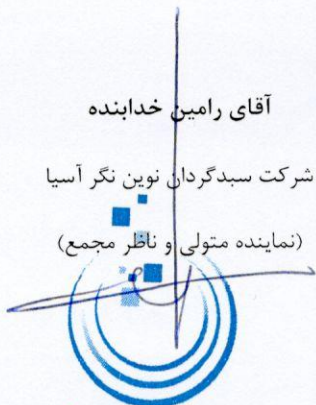 آقای رامین خدابنده
شرکت سبدگردان نوین نگر آسیا
(نماینده متولی و ناظر مجمع)